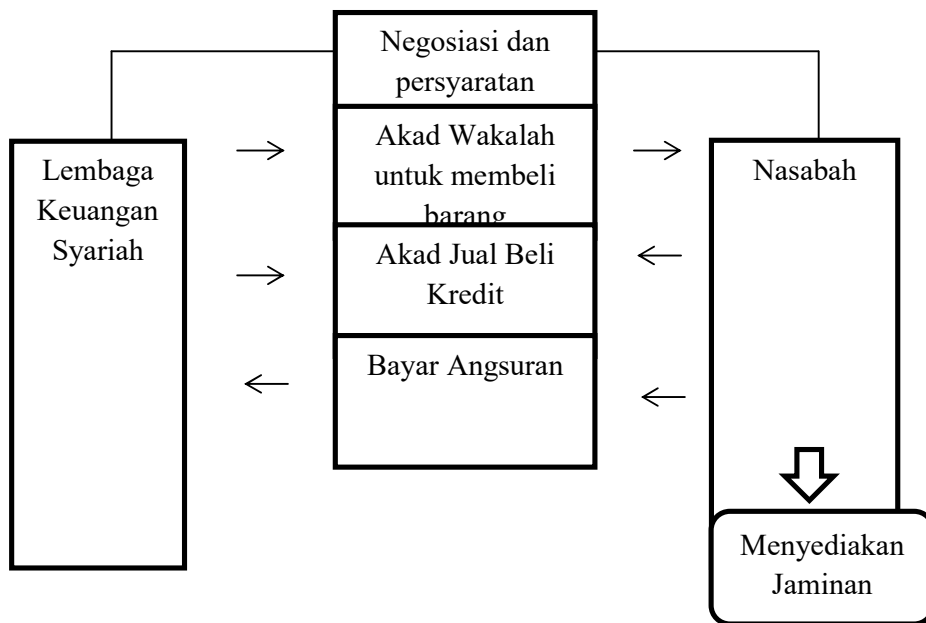 Negosiasi dan
persyaratan
Lembaga
Keuangan
Syariah
Akad Wakalah
untuk membeli
barang
Nasabah
Akad Jual Beli
Kredit
Bayar Angsuran
Menyediakan
Jaminan